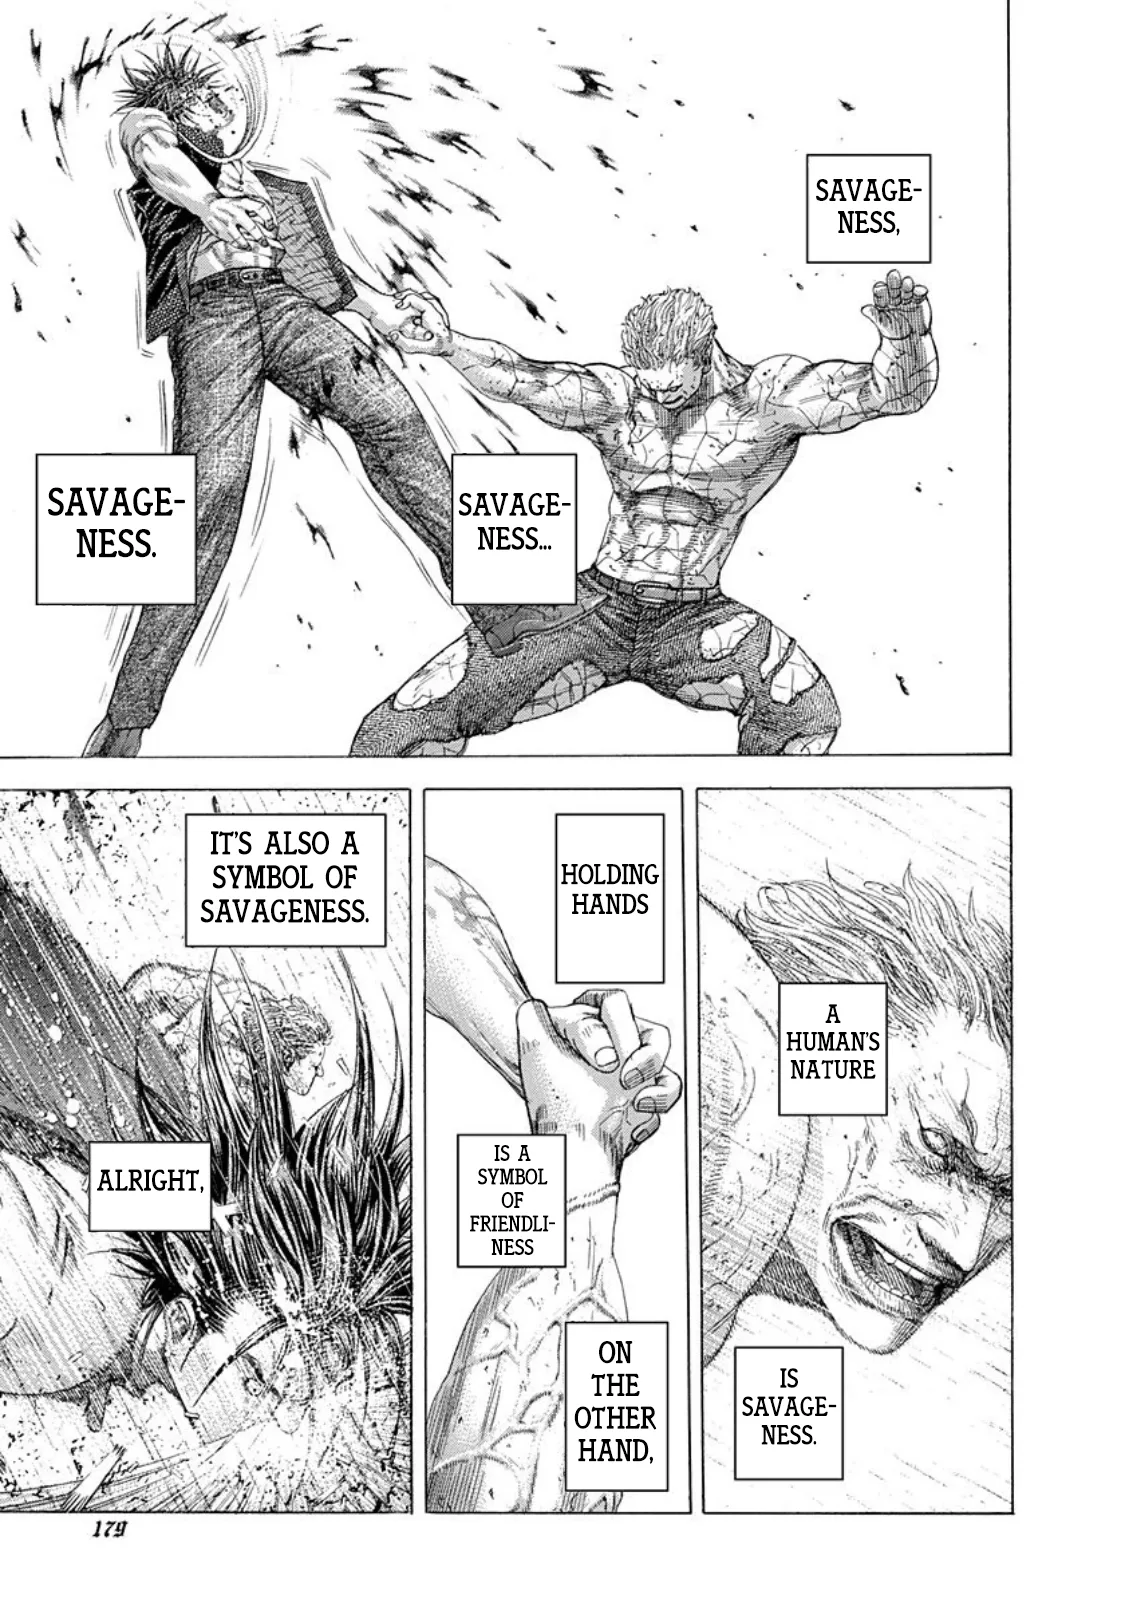 SAVAGE-
NESS,
SAVAGE-
NESS...
SAVAGE-
NESS.
A
HUMAN'S
NATURE
IS
SAVAGE-
NESS.
HOLDING
HANDS
IS A
SYMBOL
OF
FRIENDLI-
NESS
ON
THE
OTHER
HAND,
IT'S ALSO A
SYMBOL OF
SAVAGENESS.
ALRIGHT,
179